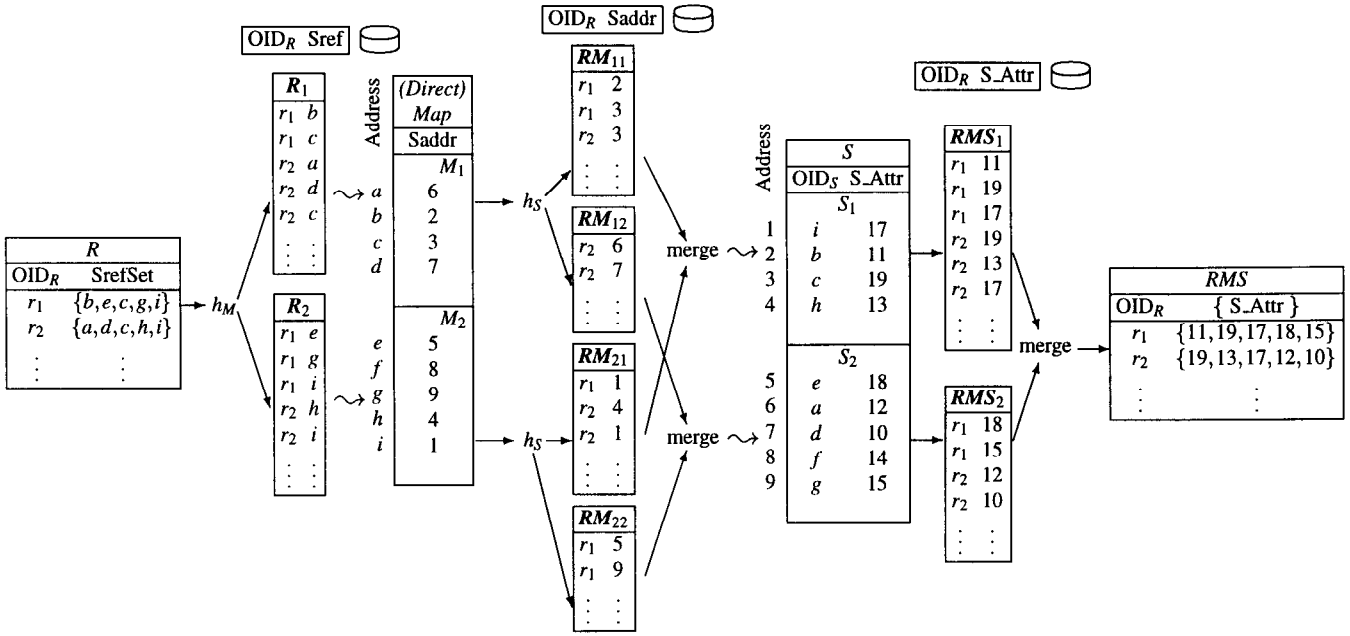 OID_R Sref
OID_R Saddr
OID_R S_Attr
R
OID_R SrefSet
r1 {b,e,c,g,i}
r2 {a,d,c,h,i}
: :
h_M
R1
r1 b
r1 c
r2 a
r2 d
r2 c
: :
R2
r1 e
r1 g
r1 i
r2 h
r2 i
: :
Address
(Direct)
Map
Saddr
M1
a 6
b 2
c 3
d 7
M2
e 5
f 8
g 9
h 4
i 1
h_S
h_S
RM11
r1 2
r1 3
r2 3
: :
RM12
r2 6
r2 7
: :
RM21
r1 1
r2 4
r2 1
: :
RM22
r1 5
r1 9
: :
merge
merge
Address
S
OID_S S_Attr
S1
1 i 17
2 b 11
3 c 19
4 h 13
S2
5 e 18
6 a 12
7 d 10
8 f 14
9 g 15
RMS1
r1 11
r1 19
r1 17
r2 19
r2 13
r2 17
: :
RMS2
r1 18
r1 15
r2 12
r2 10
: :
merge
RMS
OID_R { S_Attr }
r1 {11,19,17,18,15}
r2 {19,13,17,12,10}
: :